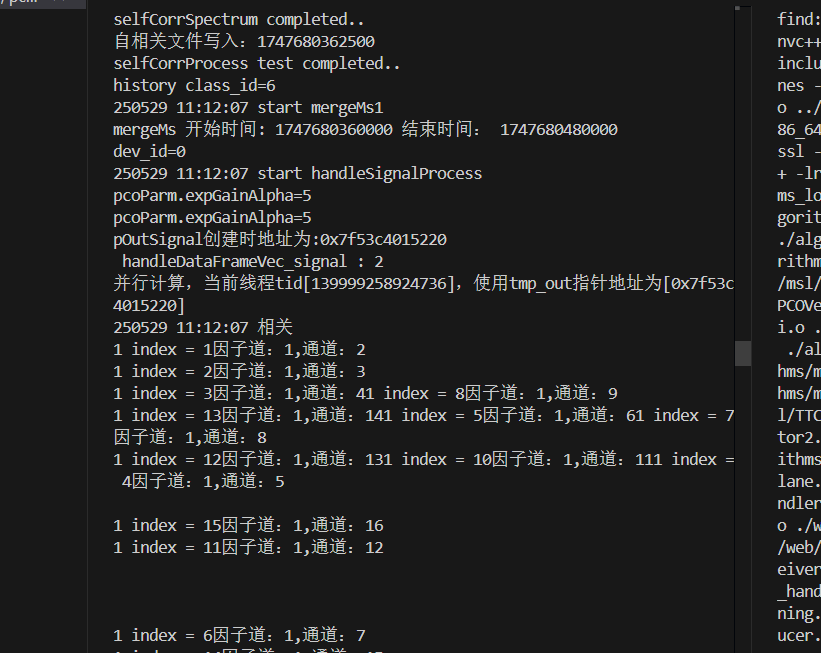 / pcm
selfCorrSpectrum completed..
自相关文件写入：1747680362500
selfCorrProcess test completed..
history class_id=6
250529 11:12:07 start mergeMs1
mergeMs 开始时间: 1747680360000 结束时间:  1747680480000
dev_id=0
250529 11:12:07 start handleSignalProcess
pcoParm.expGainAlpha=5
pcoParm.expGainAlpha=5
pOutSignal创建时地址为:0x7f53c4015220
 handleDataFrameVec_signal : 2
并行计算，当前线程tid[139999258924736]，使用tmp_out指针地址为[0x7f53c
4015220]
250529 11:12:07 相关
1 index = 1因子道：1,通道：2
1 index = 2因子道：1,通道：3
1 index = 3因子道：1,通道：41 index = 8因子道：1,通道：9
1 index = 13因子道：1,通道：141 index = 5因子道：1,通道：61 index = 7
因子道：1,通道：8
1 index = 12因子道：1,通道：131 index = 10因子道：1,通道：111 index =
 4因子道：1,通道：5
1 index = 15因子道：1,通道：16
1 index = 11因子道：1,通道：12
1 index = 6因子道：1,通道：7
find:
nvc++
inclu
nes -
o ../
86_64
ssl -
+ -lr
ms_lo
gorit
./alg
rithm
/msl/
PCOVe
i.o .
./al
hms/m
hms/m
l/TTC
tor2.
ithms
lane.
ndler
o ./w
/web/
eiver
_hand
ning.
ucer.